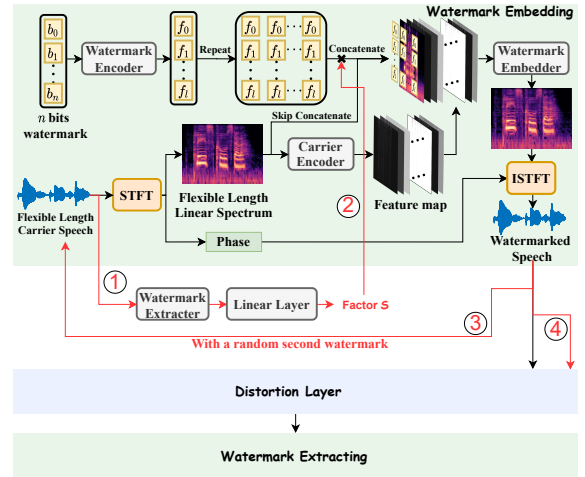 Watermark Embedding
b₀
b₁
bₙ
n bits
watermark
Watermark
Encoder
f₀
f₁
fₗ
Repeat
f₀ f₀ ··· f₀
f₁ f₁ ··· f₁
fₗ fₗ ··· fₗ
Concatenate
Skip Concatenate
Watermark
Embedder
Flexible Length
Linear Spectrum
Carrier
Encoder
Feature map
Flexible Length
Carrier Speech
STFT
Phase
ISTFT
Watermarked
Speech
①
②
③
④
Watermark
Extracter
Linear Layer
Factor S
With a random second watermark
Distortion Layer
Watermark Extracting